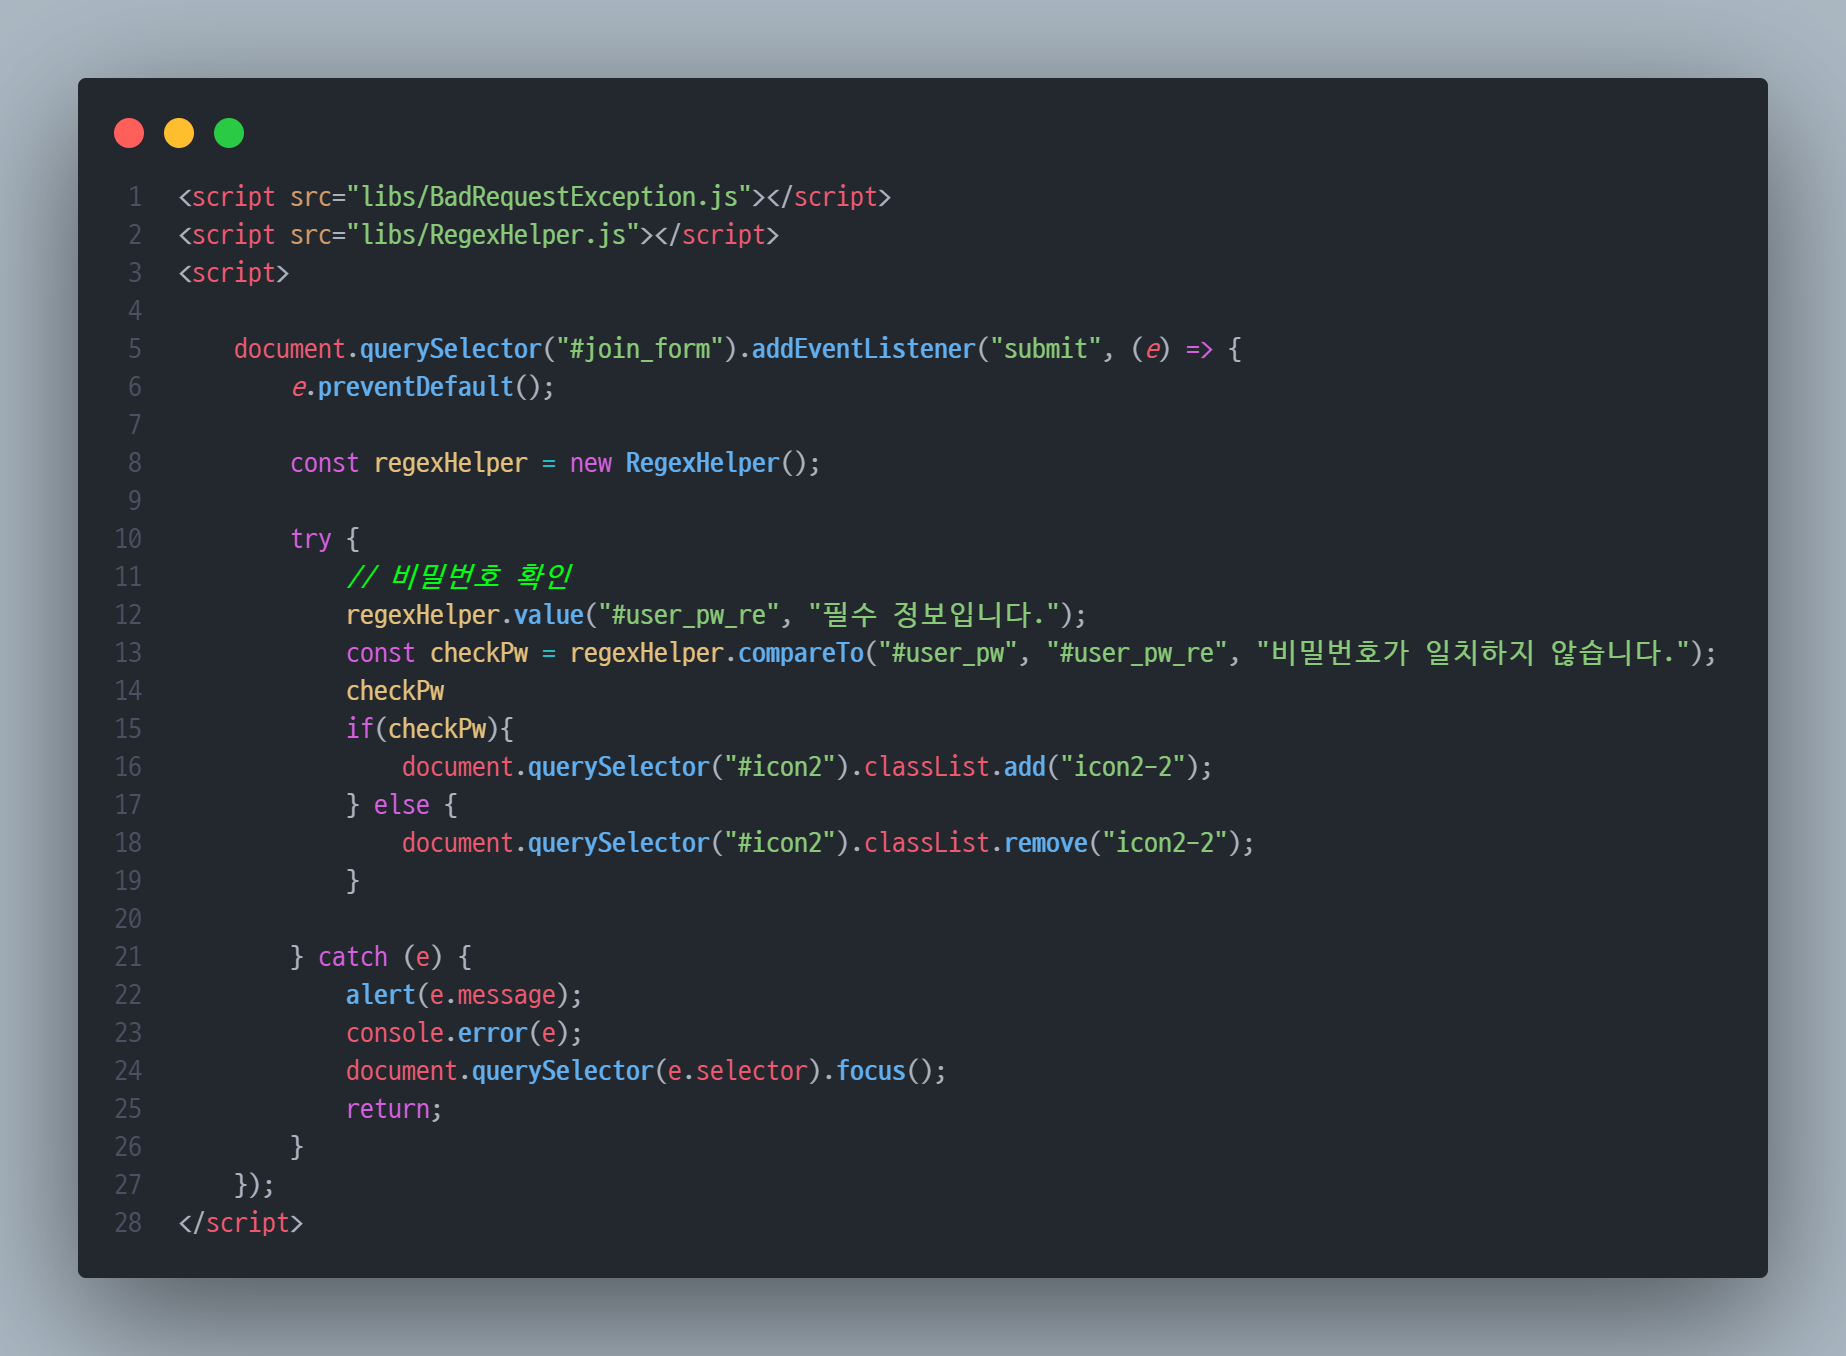 1 <script src="libs/BadRequestException.js"></script>
2 <script src="libs/RegexHelper.js"></script>
3 <script>
4
5     document.querySelector("#join_form").addEventListener("submit", (e) => {
6         e.preventDefault();
7
8         const regexHelper = new RegexHelper();
9
10         try {
11             // 비밀번호 확인
12             regexHelper.value("#user_pw_re", "필수 정보입니다.");
13             const checkPw = regexHelper.compareTo("#user_pw", "#user_pw_re", "비밀번호가 일치하지 않습니다.");
14             checkPw
15             if(checkPw){
16                 document.querySelector("#icon2").classList.add("icon2-2");
17             } else {
18                 document.querySelector("#icon2").classList.remove("icon2-2");
19             }
20
21         } catch (e) {
22             alert(e.message);
23             console.error(e);
24             document.querySelector(e.selector).focus();
25             return;
26         }
27     });
28 </script>